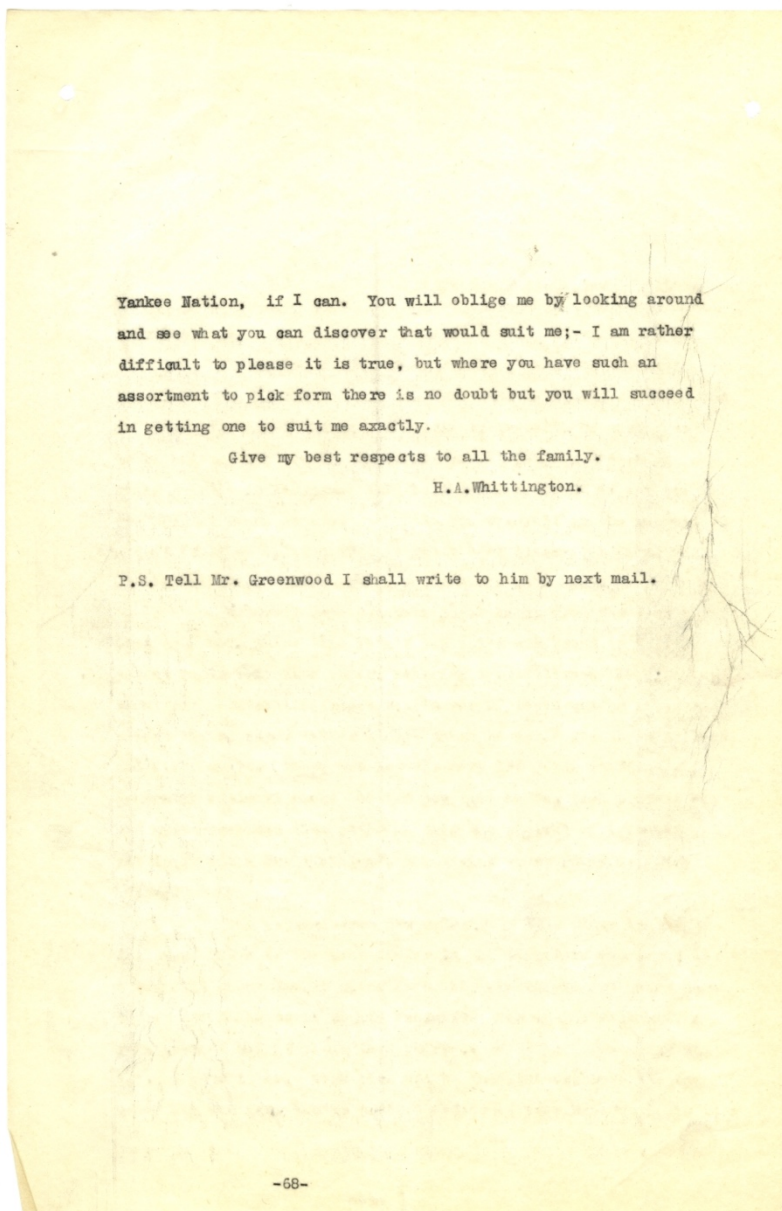 Yankee Nation, if I can. You will oblige me by looking around
and see what you can discover that would suit me;- I am rather
difficult to please it is true, but where you have such an
assortment to pick form there is no doubt but you will succeed
in getting one to suit me axactly.
Give my best respects to all the family.
H.A.Whittington.
P.S. Tell Mr. Greenwood I shall write to him by next mail.
-68-